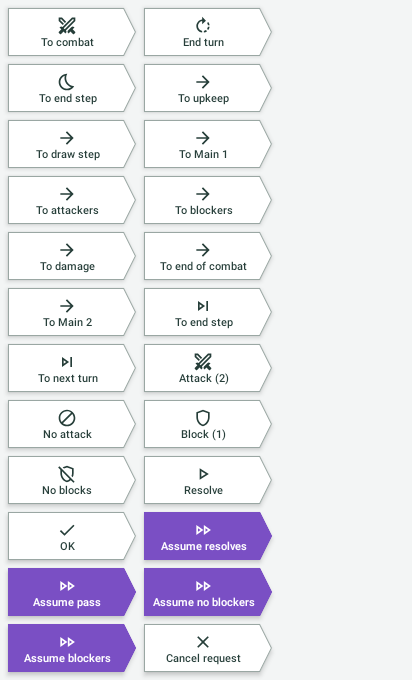 To combat
End turn
To end step
To upkeep
To draw step
To Main 1
To attackers
To blockers
To damage
To end of combat
To Main 2
To end step
To next turn
Attack (2)
No attack
Block (1)
No blocks
Resolve
OK
Assume resolves
Assume pass
Assume no blockers
Assume blockers
Cancel request